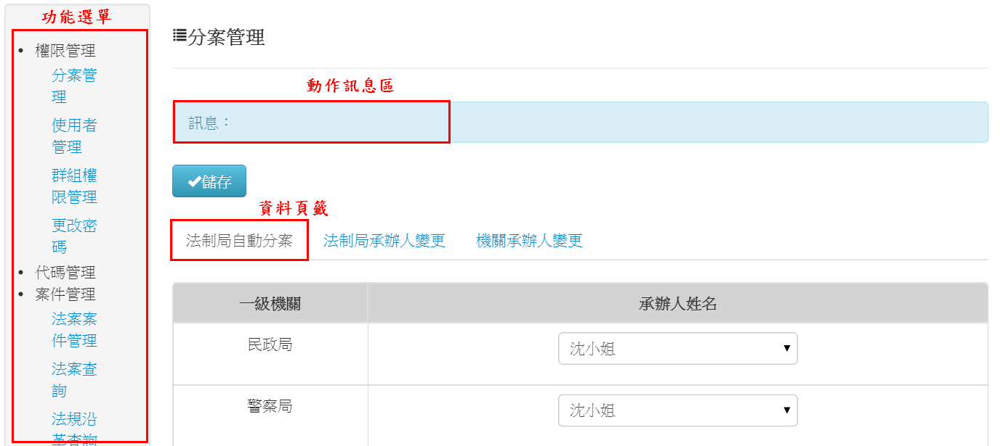 功能選單
權限管理
分案管
理
使用者
管理
群組權
限管理
更改密
碼
代碼管理
案件管理
法案案
件管理
法案查
詢
法規沿
革查詢
分案管理
動作訊息區
訊息：
儲存
資料頁籤
法制局自動分案 法制局承辦人變更 機關承辦人變更
一級機關 承辦人姓名
民政局 沈小姐
警察局 沈小姐